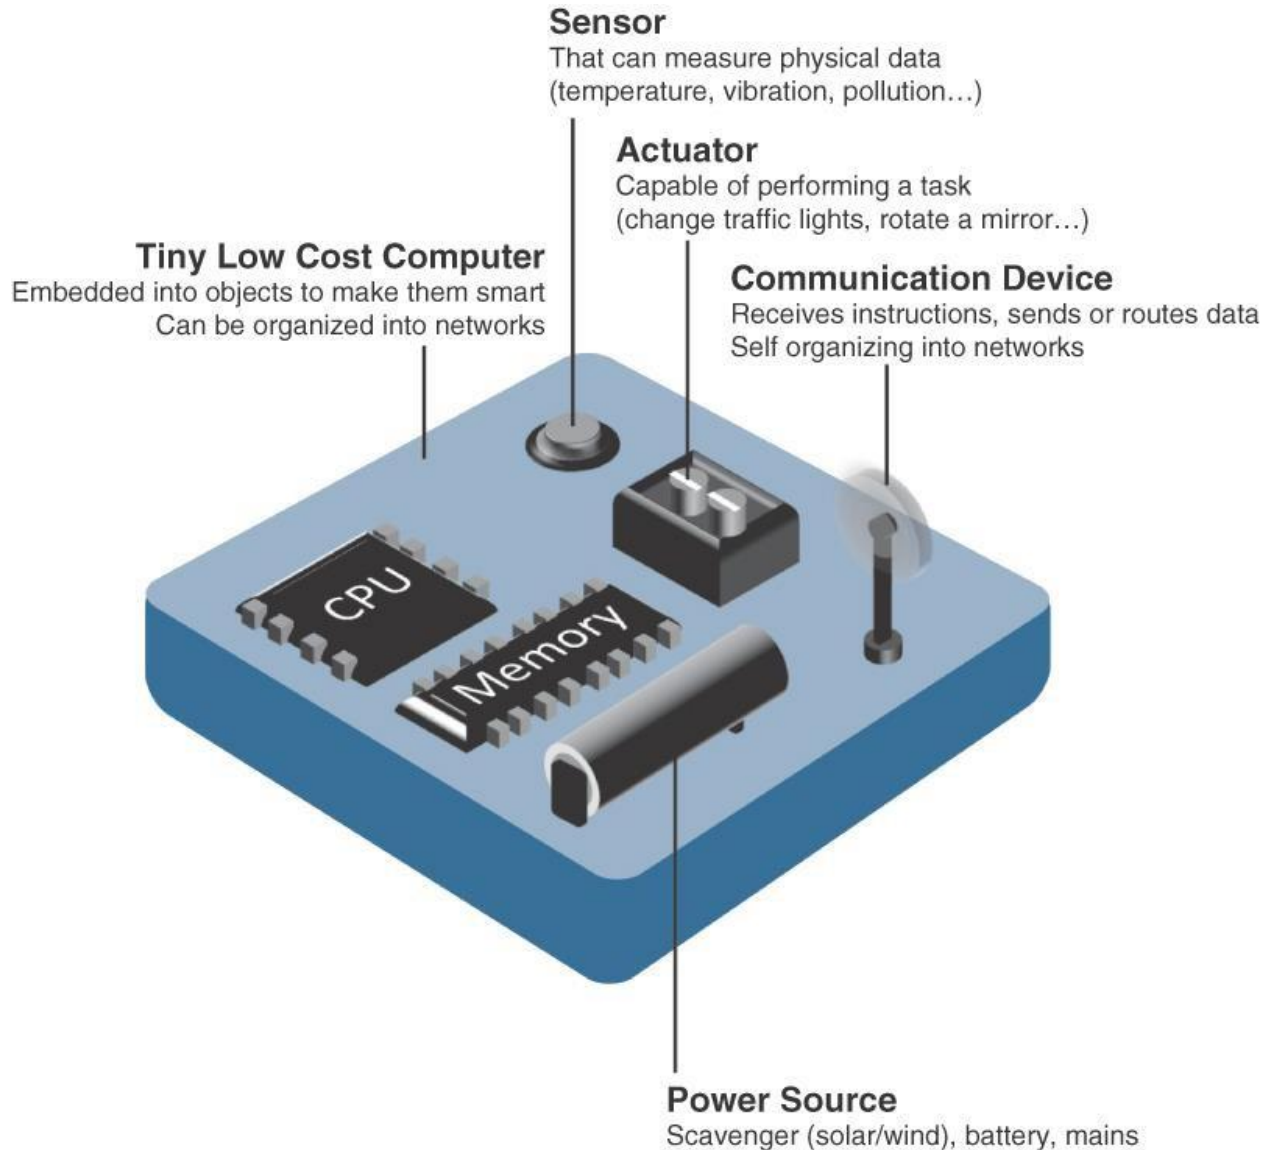 Sensor
That can measure physical data
(temperature, vibration, pollution…)
Actuator
Capable of performing a task
(change traffic lights, rotate a mirror…)
Tiny Low Cost Computer
Embedded into objects to make them smart
Can be organized into networks
Communication Device
Receives instructions, sends or routes data
Self organizing into networks
CPU
Memory
Power Source
Scavenger (solar/wind), battery, mains